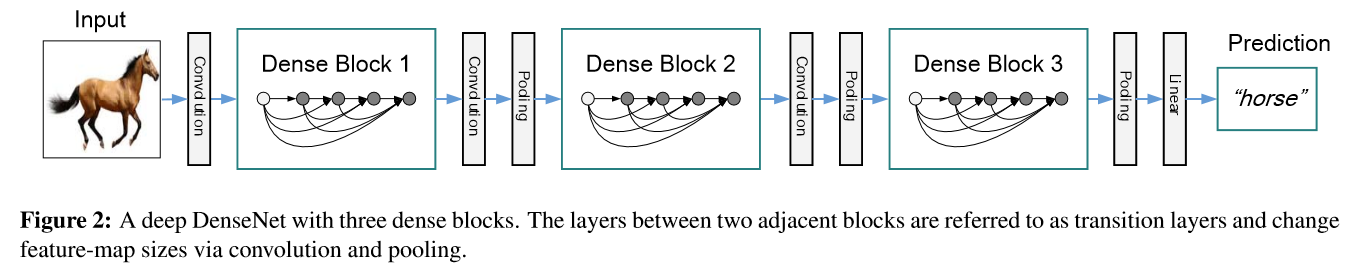 Input
Prediction
Convolution
Dense Block 1
Convolution
Pooling
Dense Block 2
Convolution
Pooling
Dense Block 3
Pooling
Linear
“horse”
Figure 2: A deep DenseNet with three dense blocks. The layers between two adjacent blocks are referred to as transition layers and change
feature-map sizes via convolution and pooling.